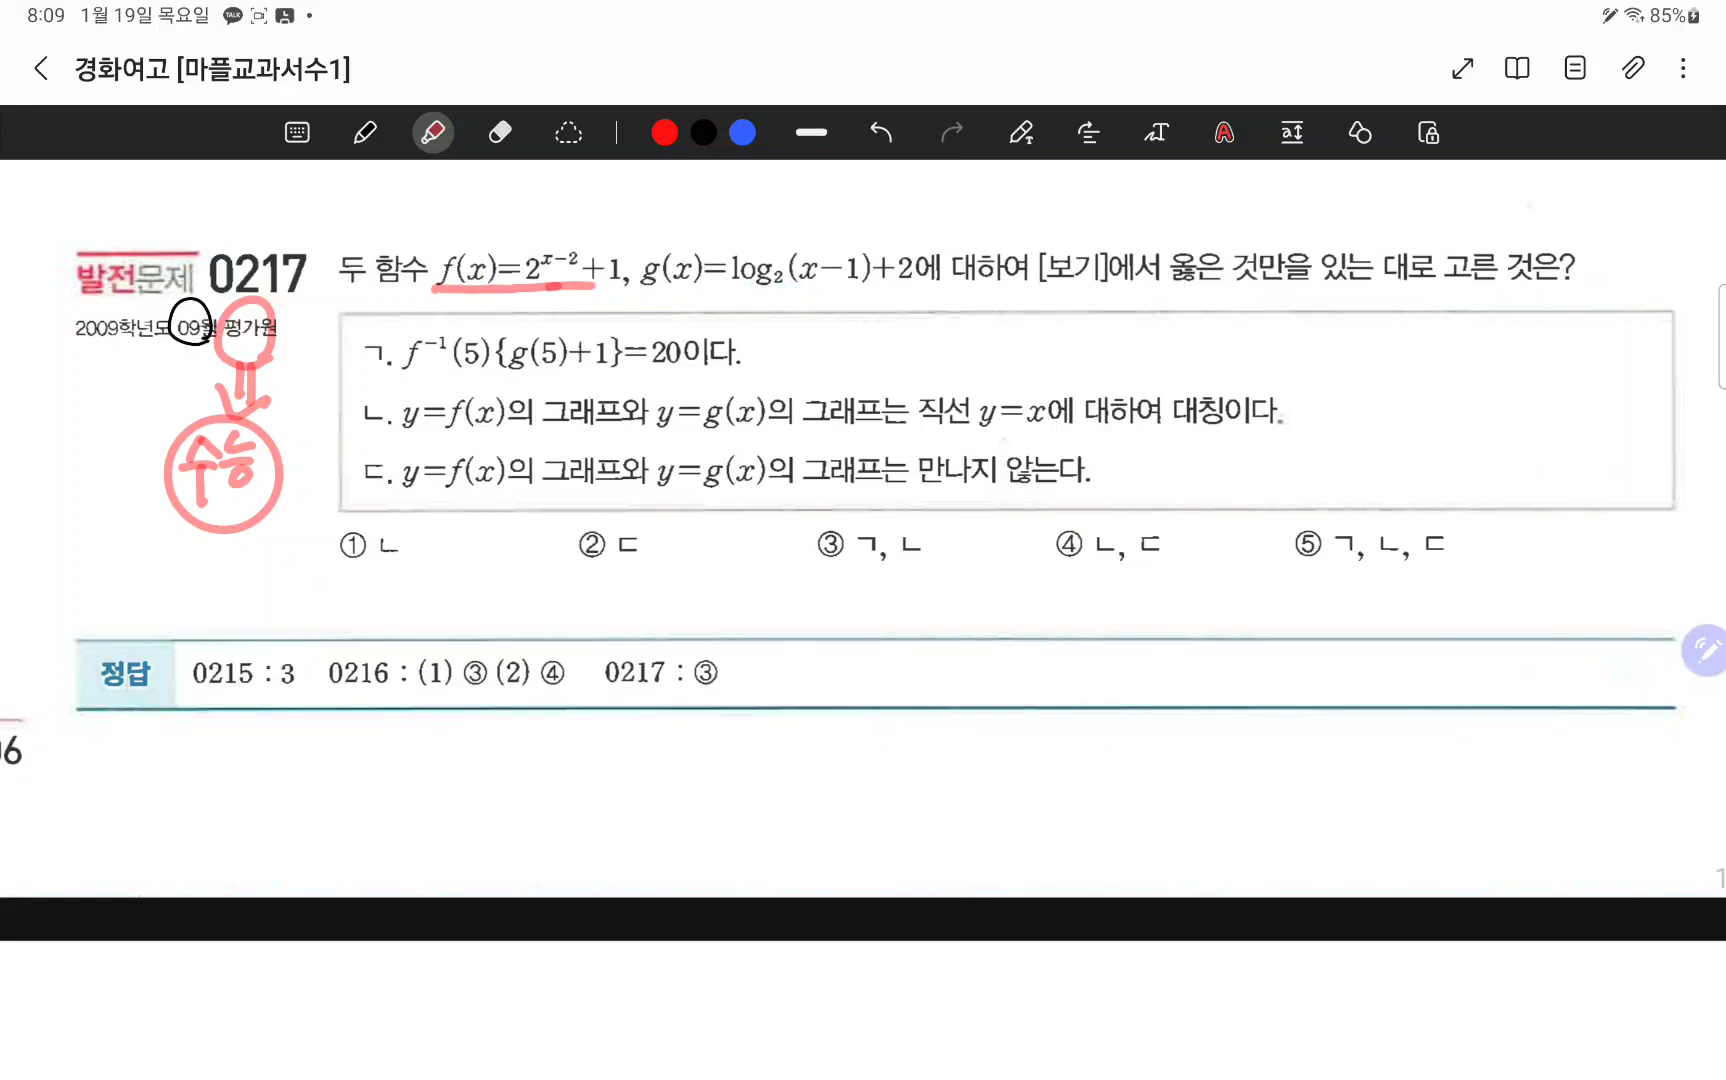 8:09 1월 19일 목요일 TALK 85%
경화여고 [마플교과서수1]
발전문제 0217 두 함수 f(x)=2^{x-2}+1, g(x)=log₂(x-1)+2에 대하여 [보기]에서 옳은 것만을 있는 대로 고른 것은?
2009학년도 09월 평가원
수능
ㄱ. f⁻¹(5){g(5)+1}=20이다.
ㄴ. y=f(x)의 그래프와 y=g(x)의 그래프는 직선 y=x에 대하여 대칭이다.
ㄷ. y=f(x)의 그래프와 y=g(x)의 그래프는 만나지 않는다.
① ㄴ ② ㄷ ③ ㄱ, ㄴ ④ ㄴ, ㄷ ⑤ ㄱ, ㄴ, ㄷ
정답 0215 : 3 0216 : (1) ③ (2) ④ 0217 : ③